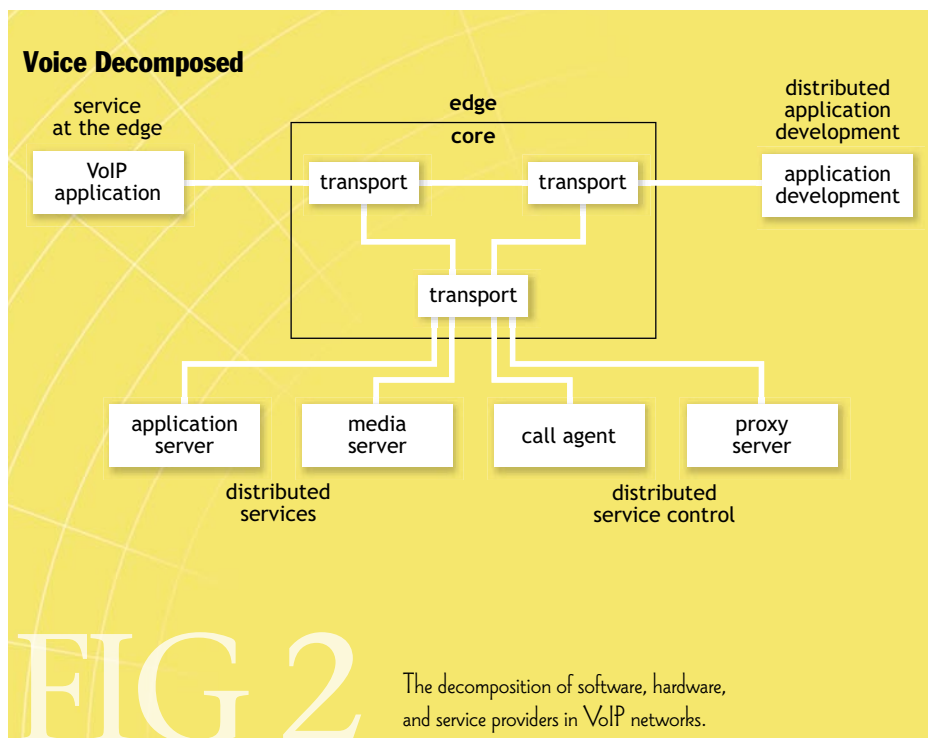 Voice Decomposed
service
at the edge
VoIP
application
edge
core
transport
transport
transport
distributed
application
development
application
development
application
server
media
server
call agent
proxy
server
distributed
services
distributed
service control
FIG 2
The decomposition of software, hardware,
and service providers in VoIP networks.